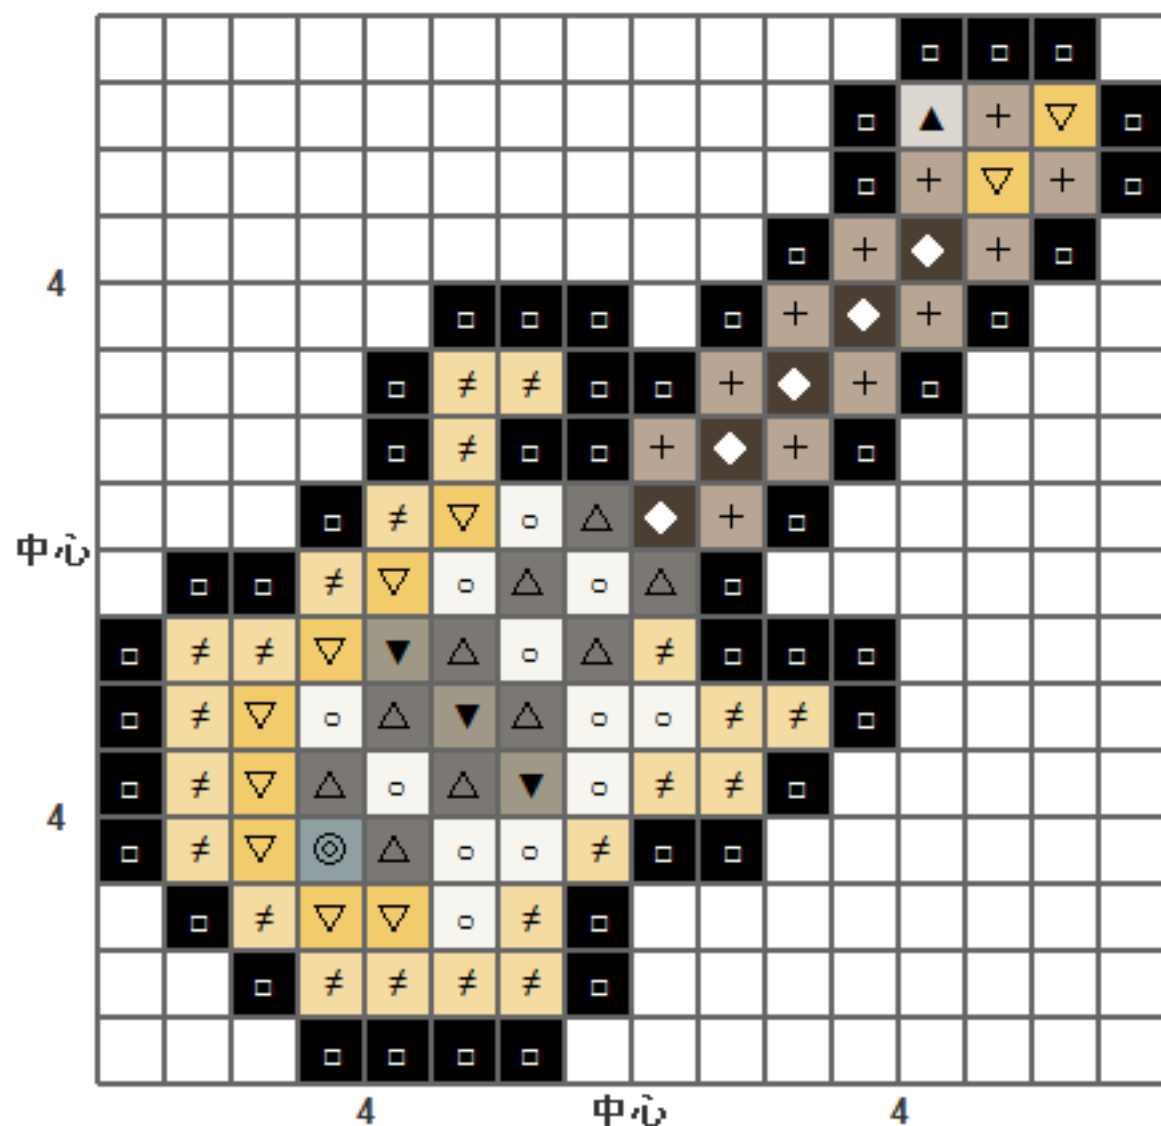 □ □ □
□ ▲ + ▽ □
□ + ▽ + □
□ + ◆ + □
4
□ □ □ □ + ◆ + □
□ ≠ ≠ □ □ + ◆ + □
□ ≠ □ □ + ◆ + □
□ ≠ ▽ ○ △ ◆ + □
中心
□ □ ≠ ▽ ○ △ ○ △ □
□ ≠ ≠ ▽ ▼ △ ○ △ ≠ □ □ □
□ ≠ ▽ ○ △ ▼ △ ○ ○ ≠ ≠ □
□ ≠ ▽ △ ○ △ ▼ ○ ≠ ≠ □
4
□ ≠ ▽ ◎ △ ○ ○ ≠ □ □
□ ≠ ▽ ▽ ○ ≠ □
□ ≠ ≠ ≠ ≠ □
□ □ □ □
4 中心 4